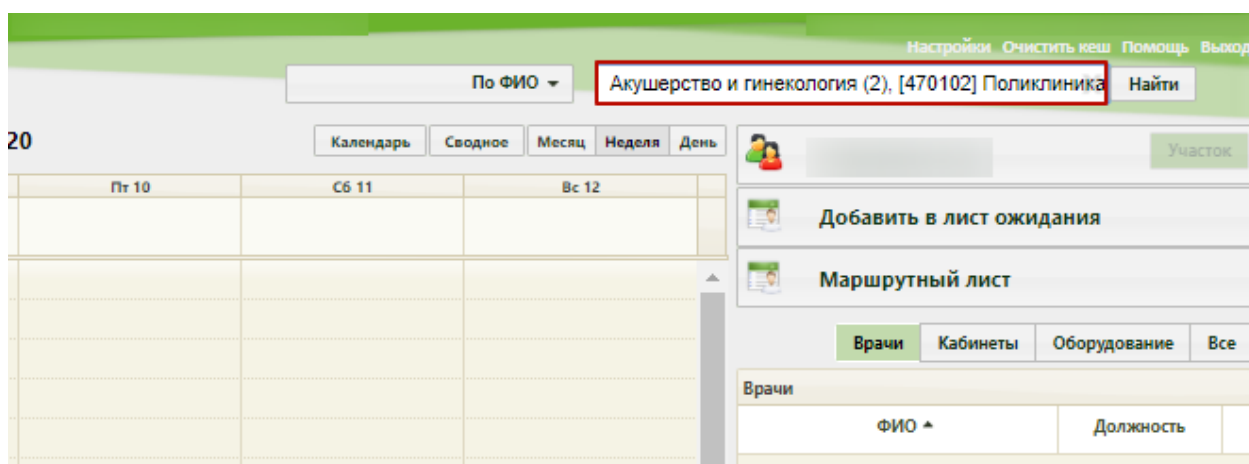 Настройки Очистить кеш Помощь Выход
По ФИО Акушерство и гинекология (2), [470102] Поликлиника Найти
20 Календарь Сводное Месяц Неделя День
Участок
Пт 10 Сб 11 Вс 12
Добавить в лист ожидания
Маршрутный лист
Врачи Кабинеты Оборудование Все
Врачи
ФИО Должность